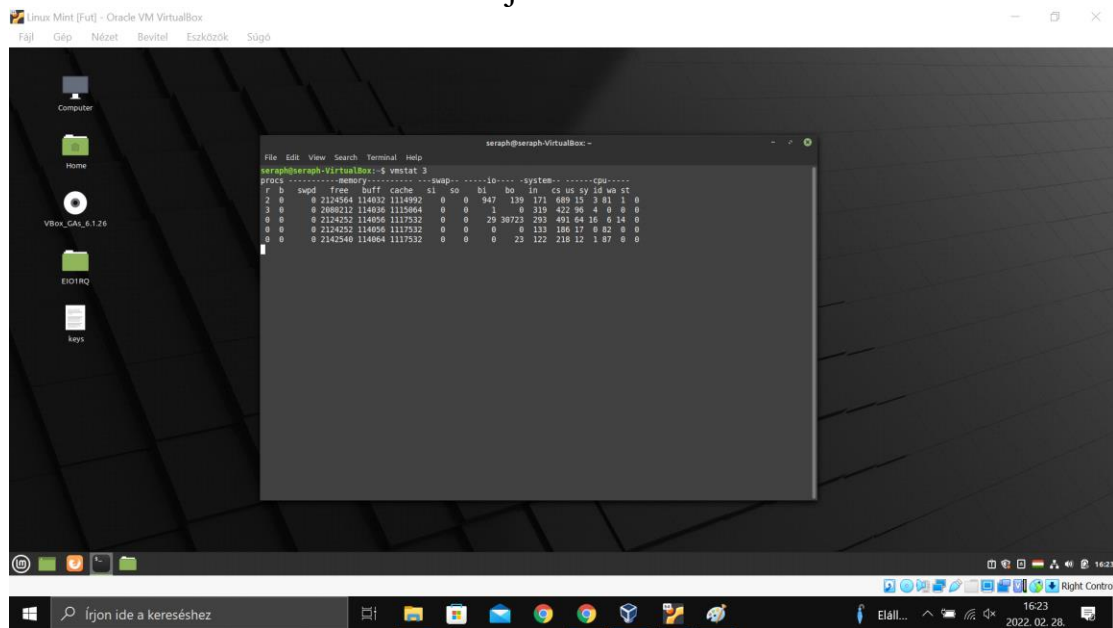 Linux Mint [Fut] - Oracle VM VirtualBox
Fájl Gép Nézet Bevitel Eszközök Súgó
Computer
Home
VBox_GAs_6.1.26
EIO1RQ
keys
seraph@seraph-VirtualBox: ~
File Edit View Search Terminal Help
seraph@seraph-VirtualBox:~$ vmstat 3
procs -----------memory---------- ---swap-- -----io---- -system-- ------cpu-----
r b swpd free buff cache si so bi bo in cs us sy id wa st
2 0 0 2124564 114032 1114992 0 0 947 139 171 689 15 3 81 1 0
3 0 0 2080212 114036 1115064 0 0 1 0 319 422 96 4 0 0 0
0 0 0 2124252 114056 1117532 0 0 29 30723 293 491 64 16 6 14 0
0 0 0 2124252 114056 1117532 0 0 0 0 133 186 17 0 82 0 0
0 0 0 2142540 114064 1117532 0 0 0 23 122 218 12 1 87 0 0
16:23
Right Contro
Írjon ide a kereséshez
Eláll...
16:23
2022. 02. 28.